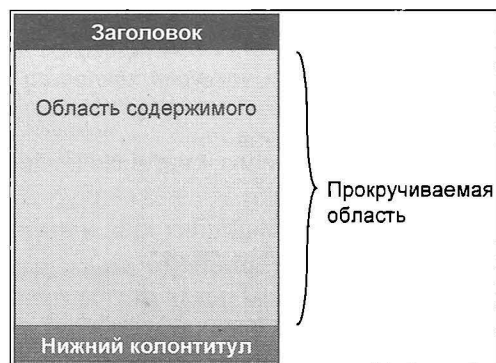 Заголовок
Область содержимого
Прокручиваемая
область
Нижний колонтитул